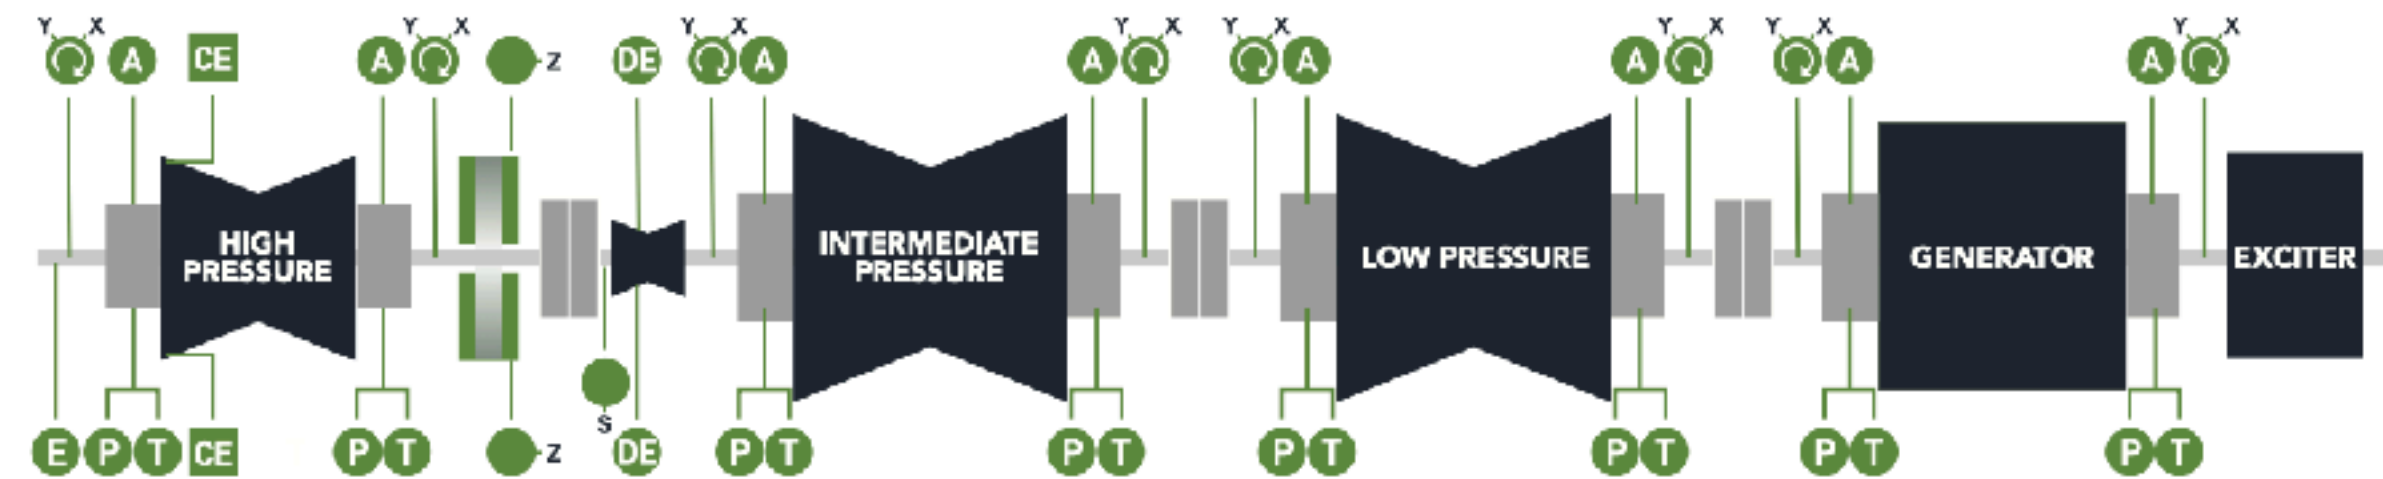 Y X Y X Y X Y X Y X Y X Y X Y X
A CE A Z DE A A A A A A
HIGH
PRESSURE
INTERMEDIATE
PRESSURE
LOW PRESSURE
GENERATOR
EXCITER
S
E P T CE P T Z DE P T P T P T P T P T P T